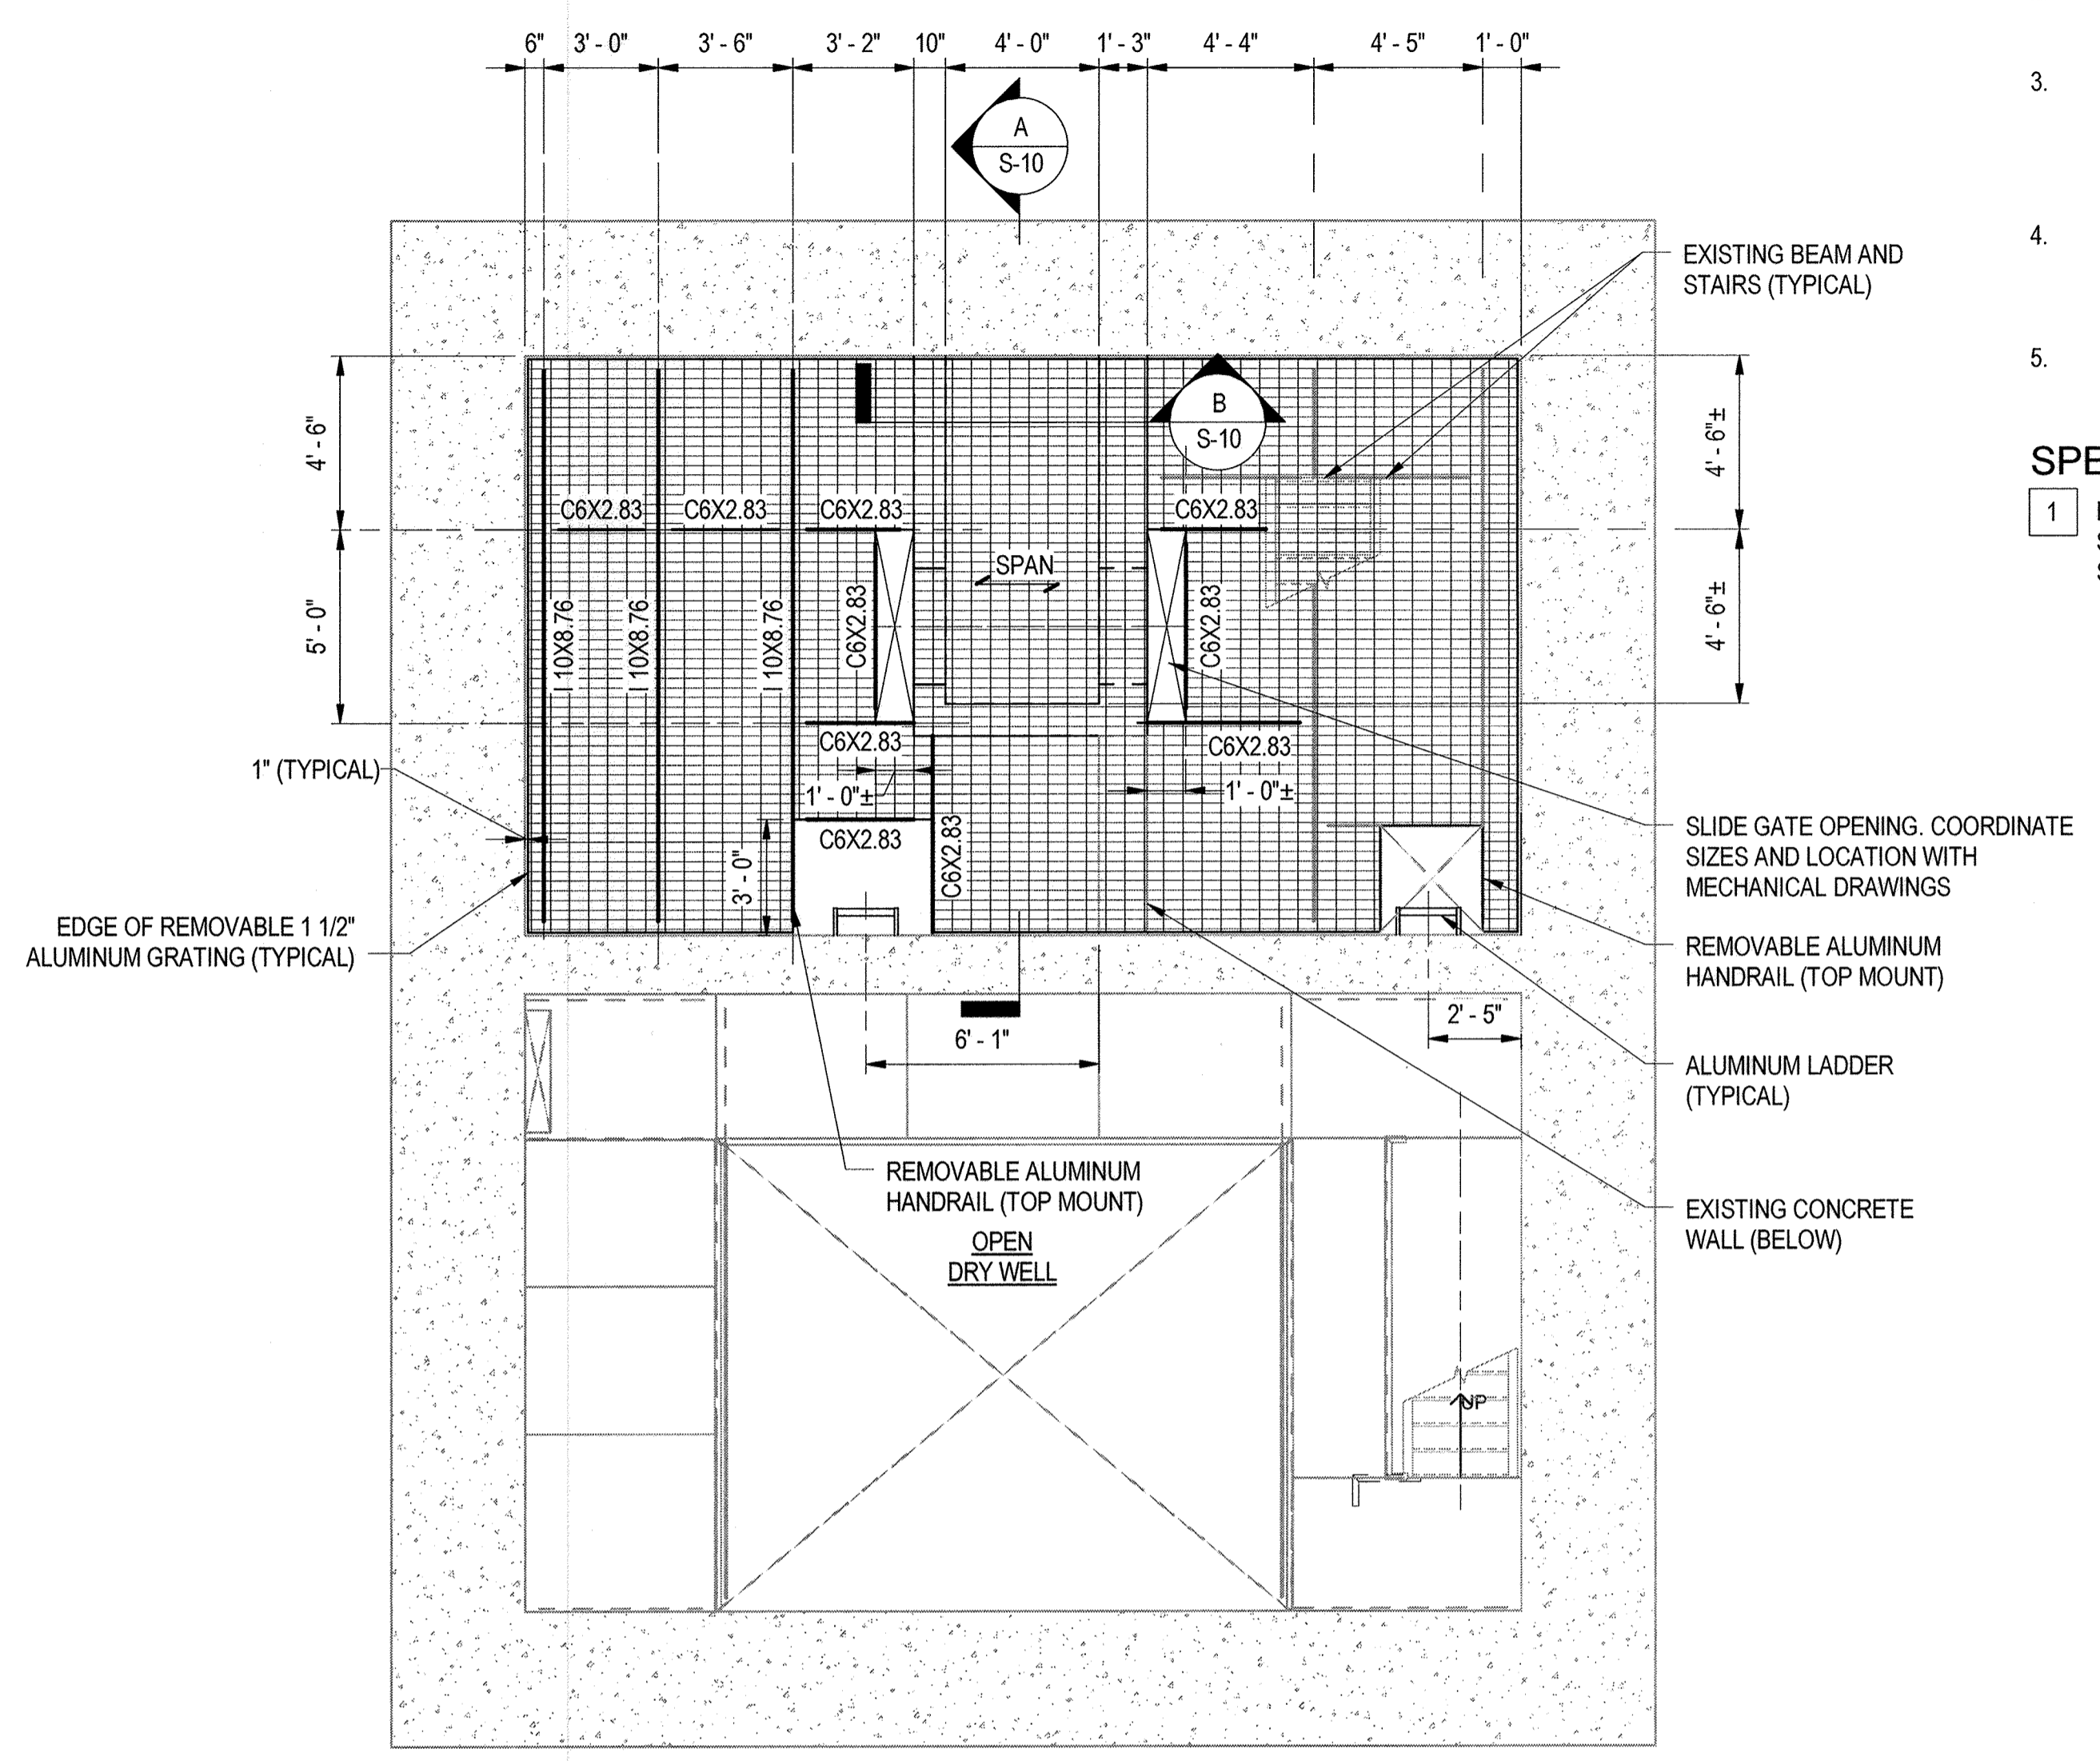 6" 3' - 0" 3' - 6" 3' - 2" 10" 4' - 0" 1' - 3" 4' - 4" 4' - 5" 1' - 0"
3.
A
S-10
4.
EXISTING BEAM AND
STAIRS (TYPICAL)
5.
B
S-10
4' - 6"
4' - 6"±
SPE
1
C6X2.83 C6X2.83 C6X2.83 C6X2.83
SPAN
5' - 0"
I 10X8.76 I 10X8.76 I 10X8.76 C6X2.83 C6X2.83
4' - 6"±
C6X2.83 C6X2.83
1" (TYPICAL)
1' - 0"± 1' - 0"±
C6X2.83
C6X2.83
3' - 0"
SLIDE GATE OPENING. COORDINATE
SIZES AND LOCATION WITH
MECHANICAL DRAWINGS
EDGE OF REMOVABLE 1 1/2"
ALUMINUM GRATING (TYPICAL)
REMOVABLE ALUMINUM
HANDRAIL (TOP MOUNT)
6' - 1"
2' - 5"
ALUMINUM LADDER
(TYPICAL)
REMOVABLE ALUMINUM
HANDRAIL (TOP MOUNT)
EXISTING CONCRETE
WALL (BELOW)
OPEN
DRY WELL
UP